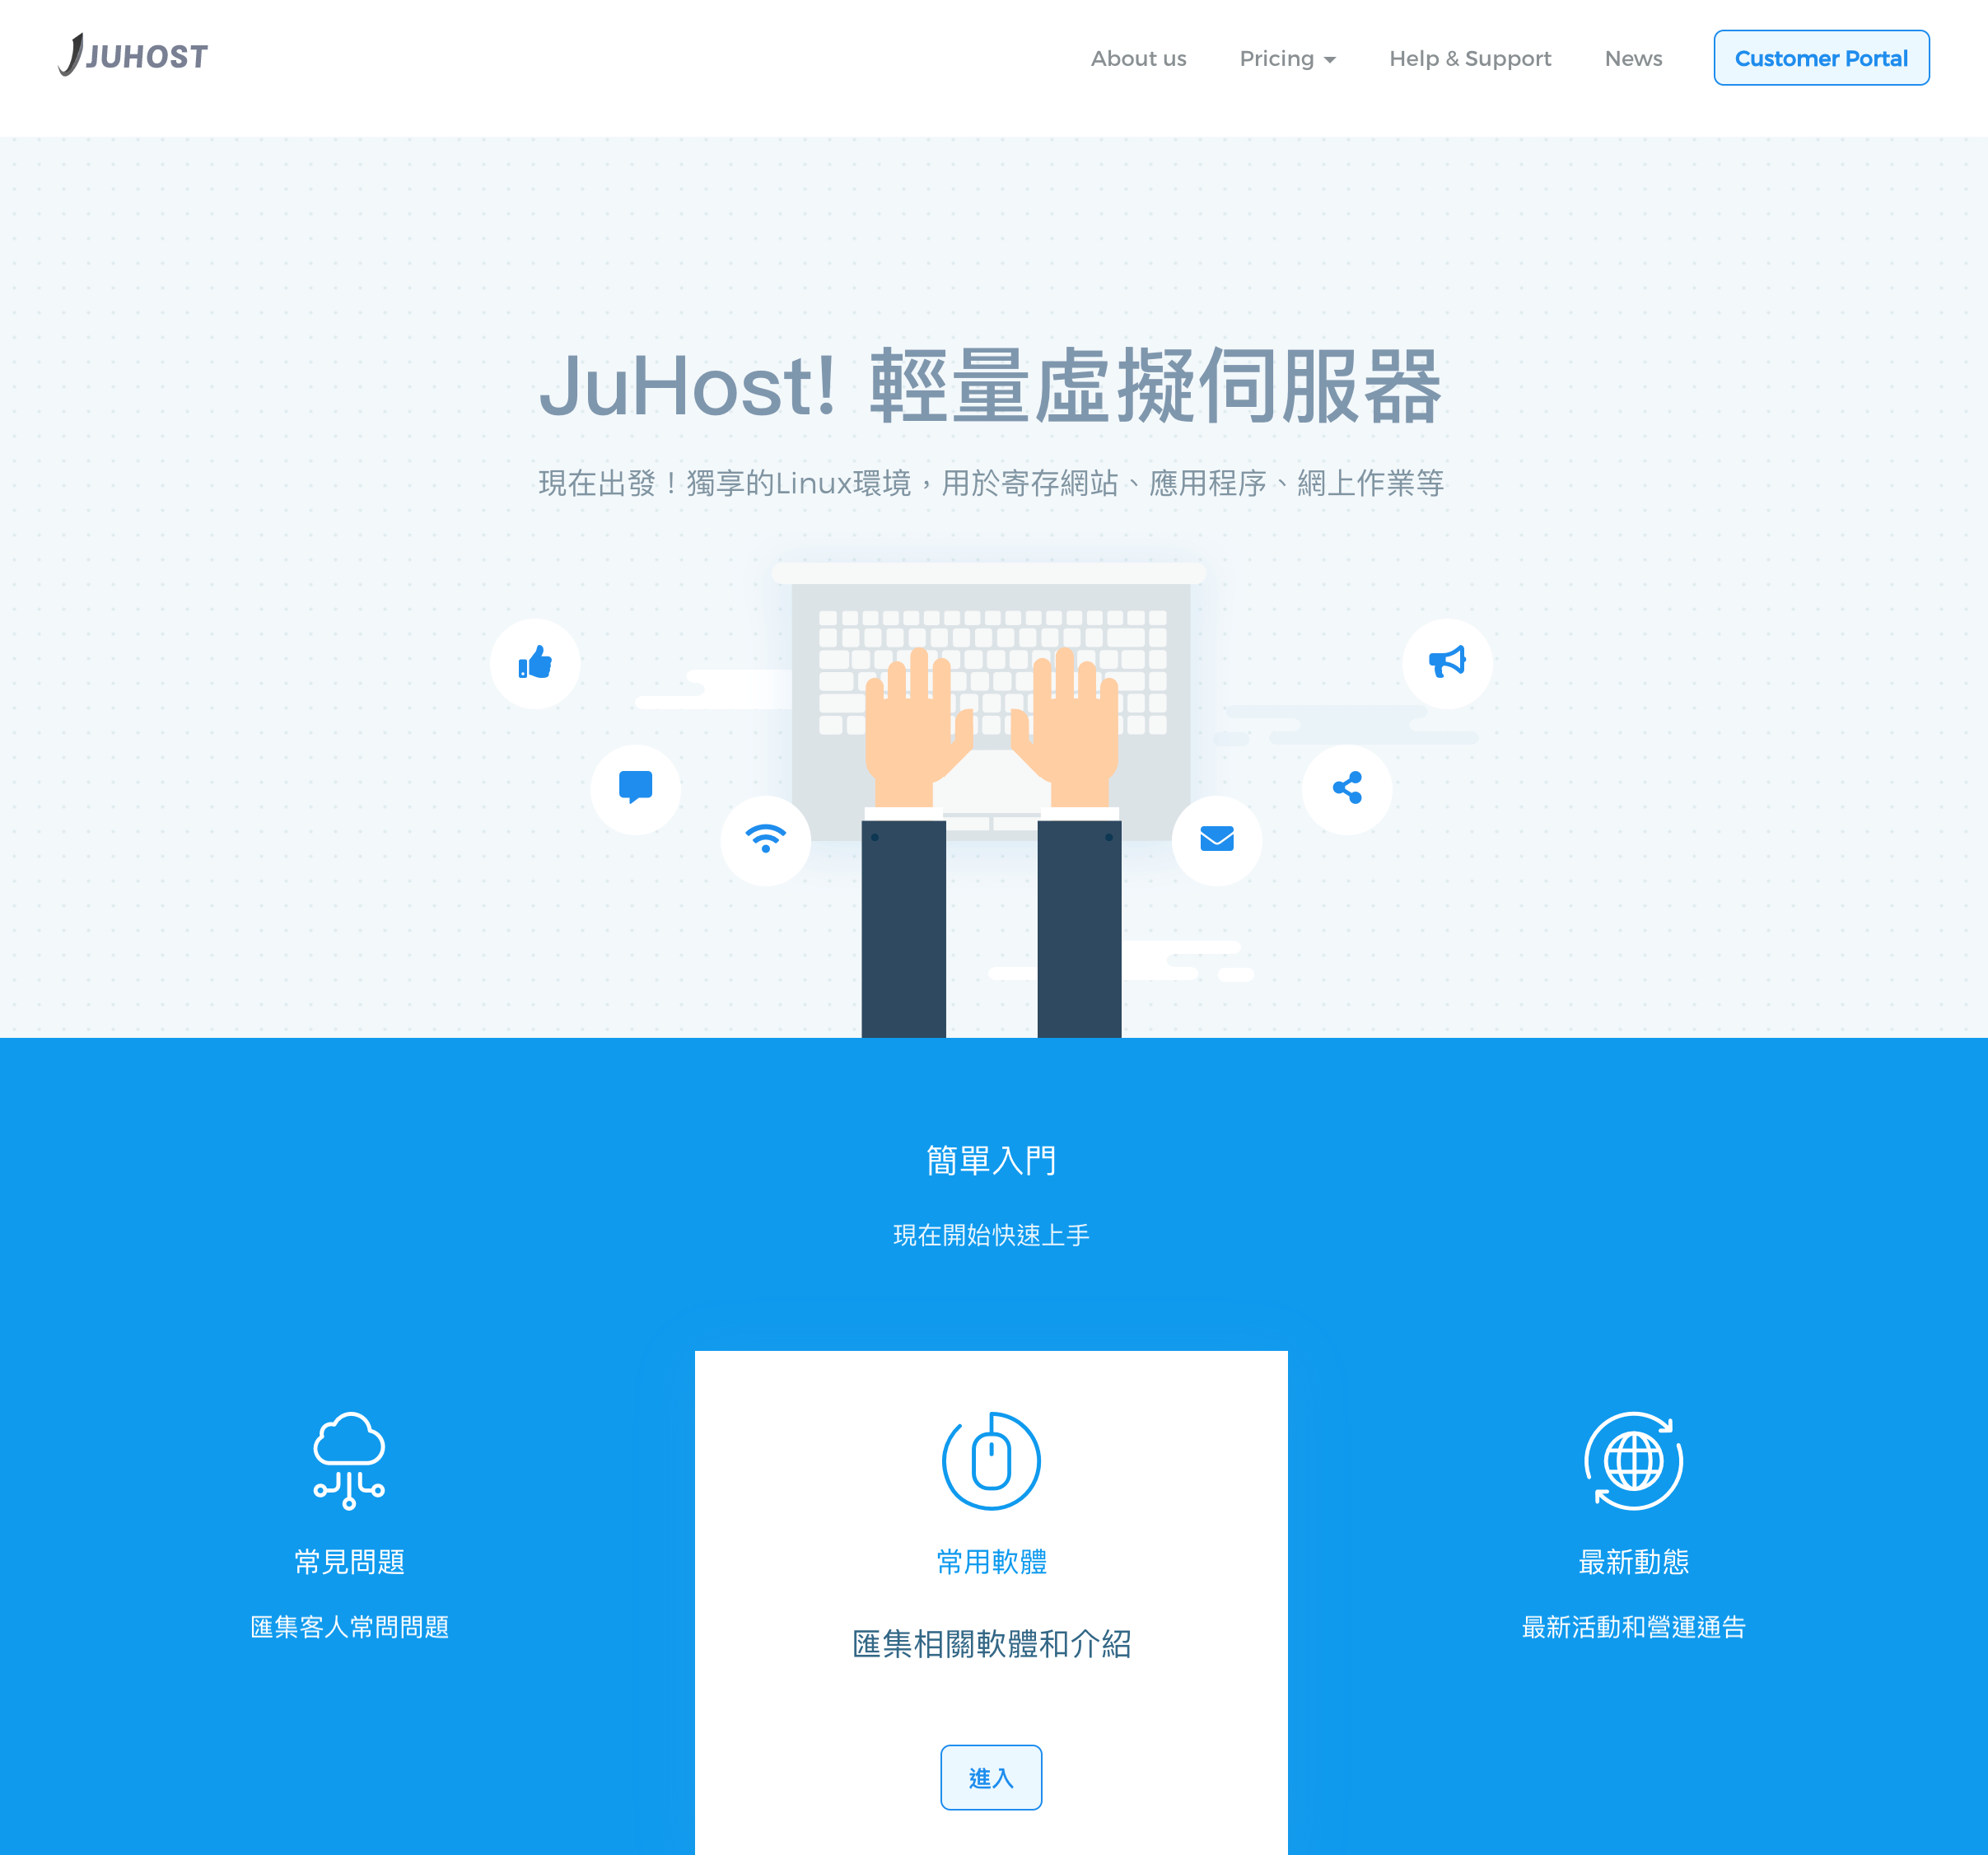 JUHOST
About us
Pricing
Help & Support
News
Customer Portal
JuHost! 輕量虛擬伺服器
現在出發！獨享的Linux環境，用於寄存網站、應用程序、網上作業等
簡單入門
現在開始快速上手
常見問題
匯集客人常問問題
常用軟體
匯集相關軟體和介紹
進入
最新動態
最新活動和營運通告